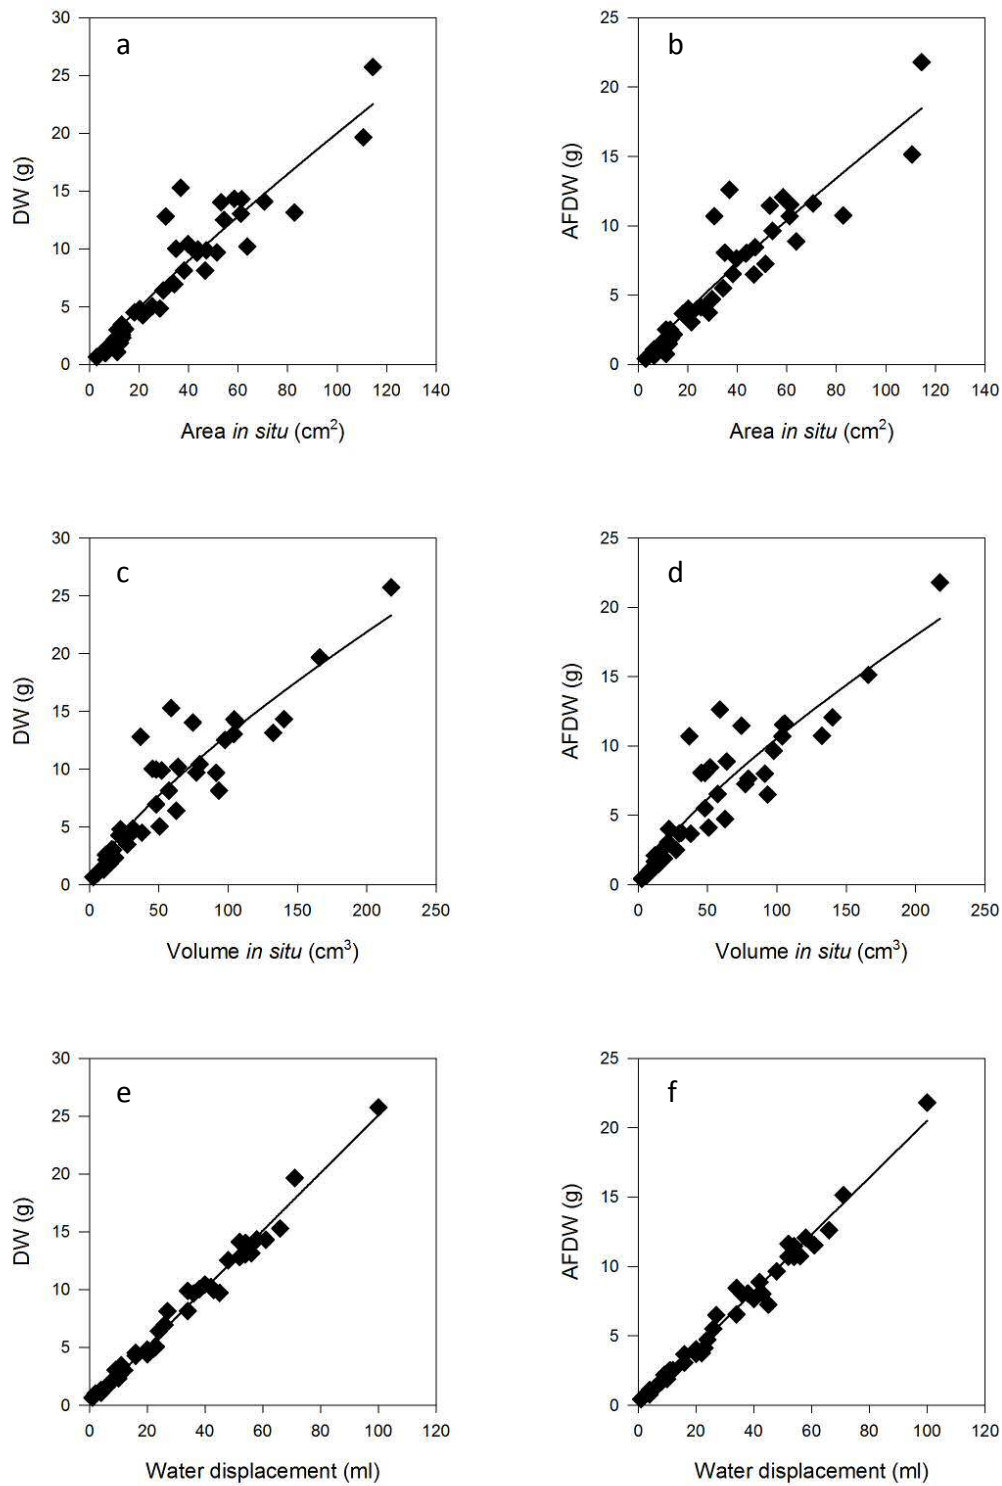 a
30
25
20
15
10
5
0
DW (g)
0 20 40 60 80 100 120 140
Area in situ (cm²)
b
25
20
15
10
5
0
AFDW (g)
0 20 40 60 80 100 120 140
Area in situ (cm²)
c
30
25
20
15
10
5
0
DW (g)
0 50 100 150 200 250
Volume in situ (cm³)
d
25
20
15
10
5
0
AFDW (g)
0 50 100 150 200 250
Volume in situ (cm³)
e
30
25
20
15
10
5
0
DW (g)
0 20 40 60 80 100 120
Water displacement (ml)
f
25
20
15
10
5
0
AFDW (g)
0 20 40 60 80 100 120
Water displacement (ml)